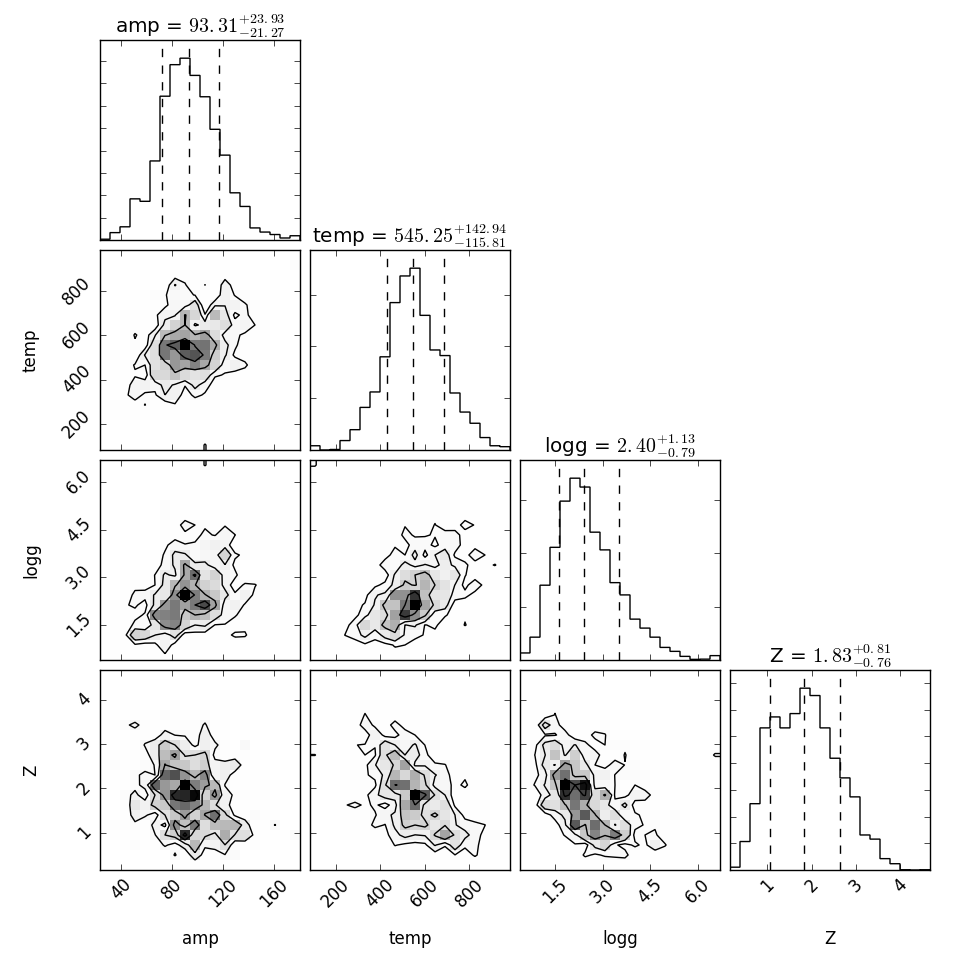 amp = 93.31 +23.93 −21.27
temp = 545.25 +142.94 −115.81
800
600
400
200
temp
logg = 2.40 +1.13 −0.79
6.0
4.5
3.0
1.5
logg
Z = 1.83 +0.81 −0.76
4
3
2
1
Z
40 80 120 160 200 400 600 800 1.5 3.0 4.5 6.0 1 2 3 4
amp temp logg Z